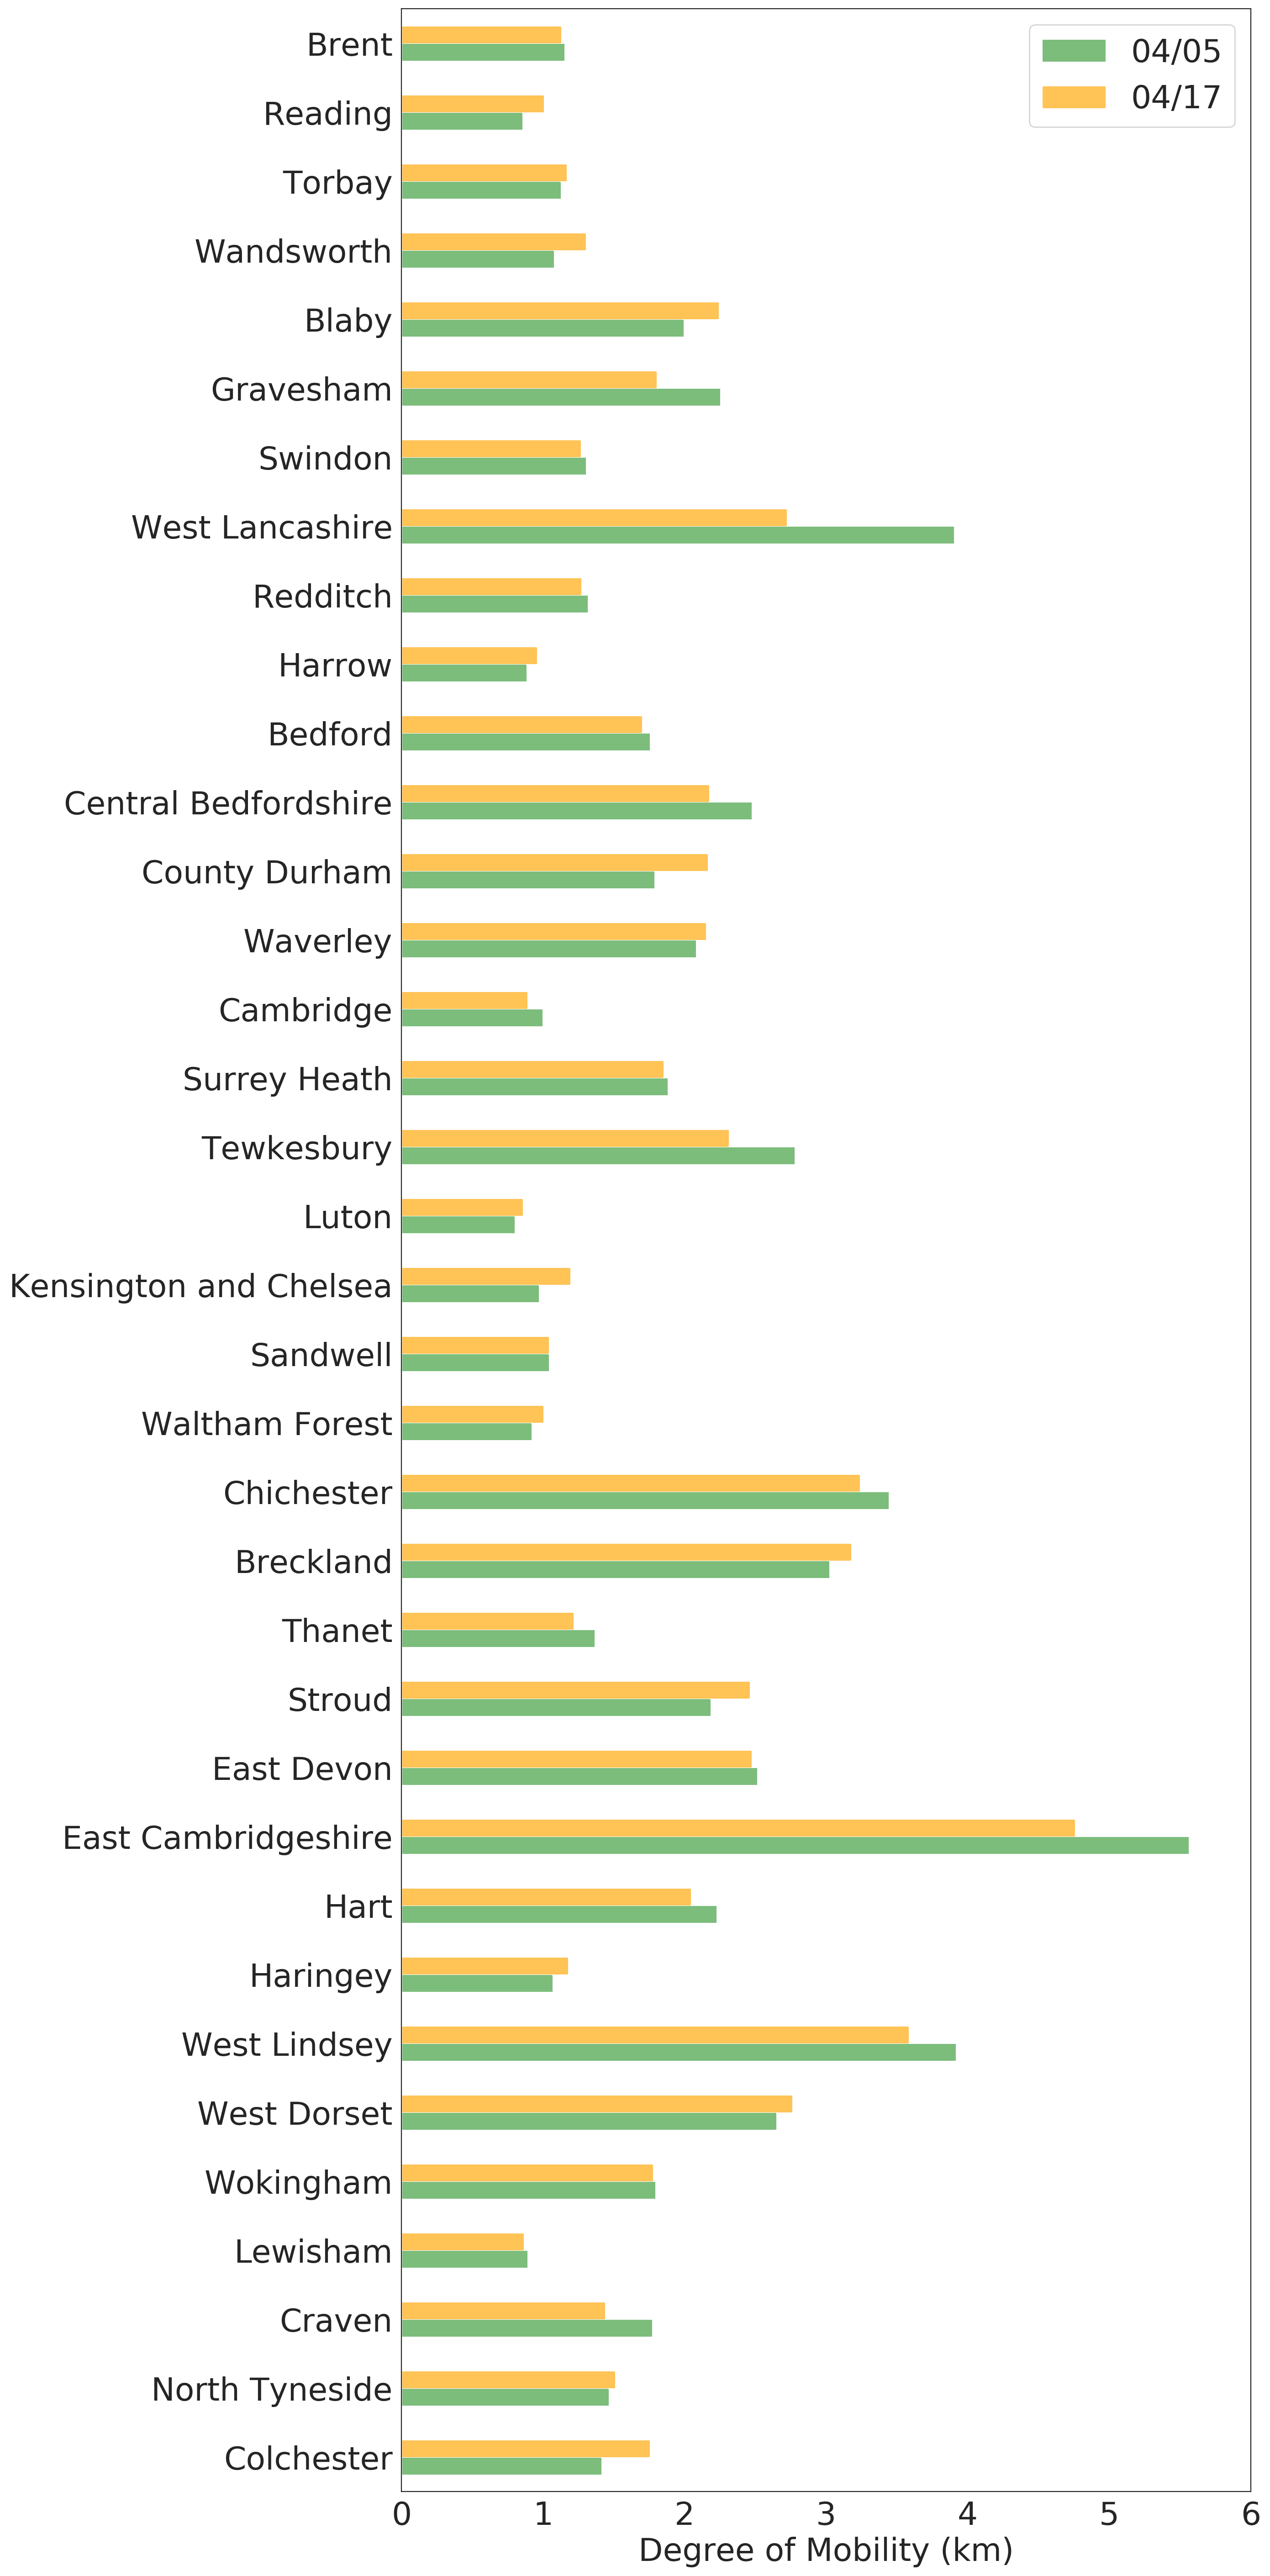 Brent
04/05
04/17
Reading
Torbay
Wandsworth
Blaby
Gravesham
Swindon
West Lancashire
Redditch
Harrow
Bedford
Central Bedfordshire
County Durham
Waverley
Cambridge
Surrey Heath
Tewkesbury
Luton
Kensington and Chelsea
Sandwell
Waltham Forest
Chichester
Breckland
Thanet
Stroud
East Devon
East Cambridgeshire
Hart
Haringey
West Lindsey
West Dorset
Wokingham
Lewisham
Craven
North Tyneside
Colchester
0 1 2 3 4 5 6
Degree of Mobility (km)